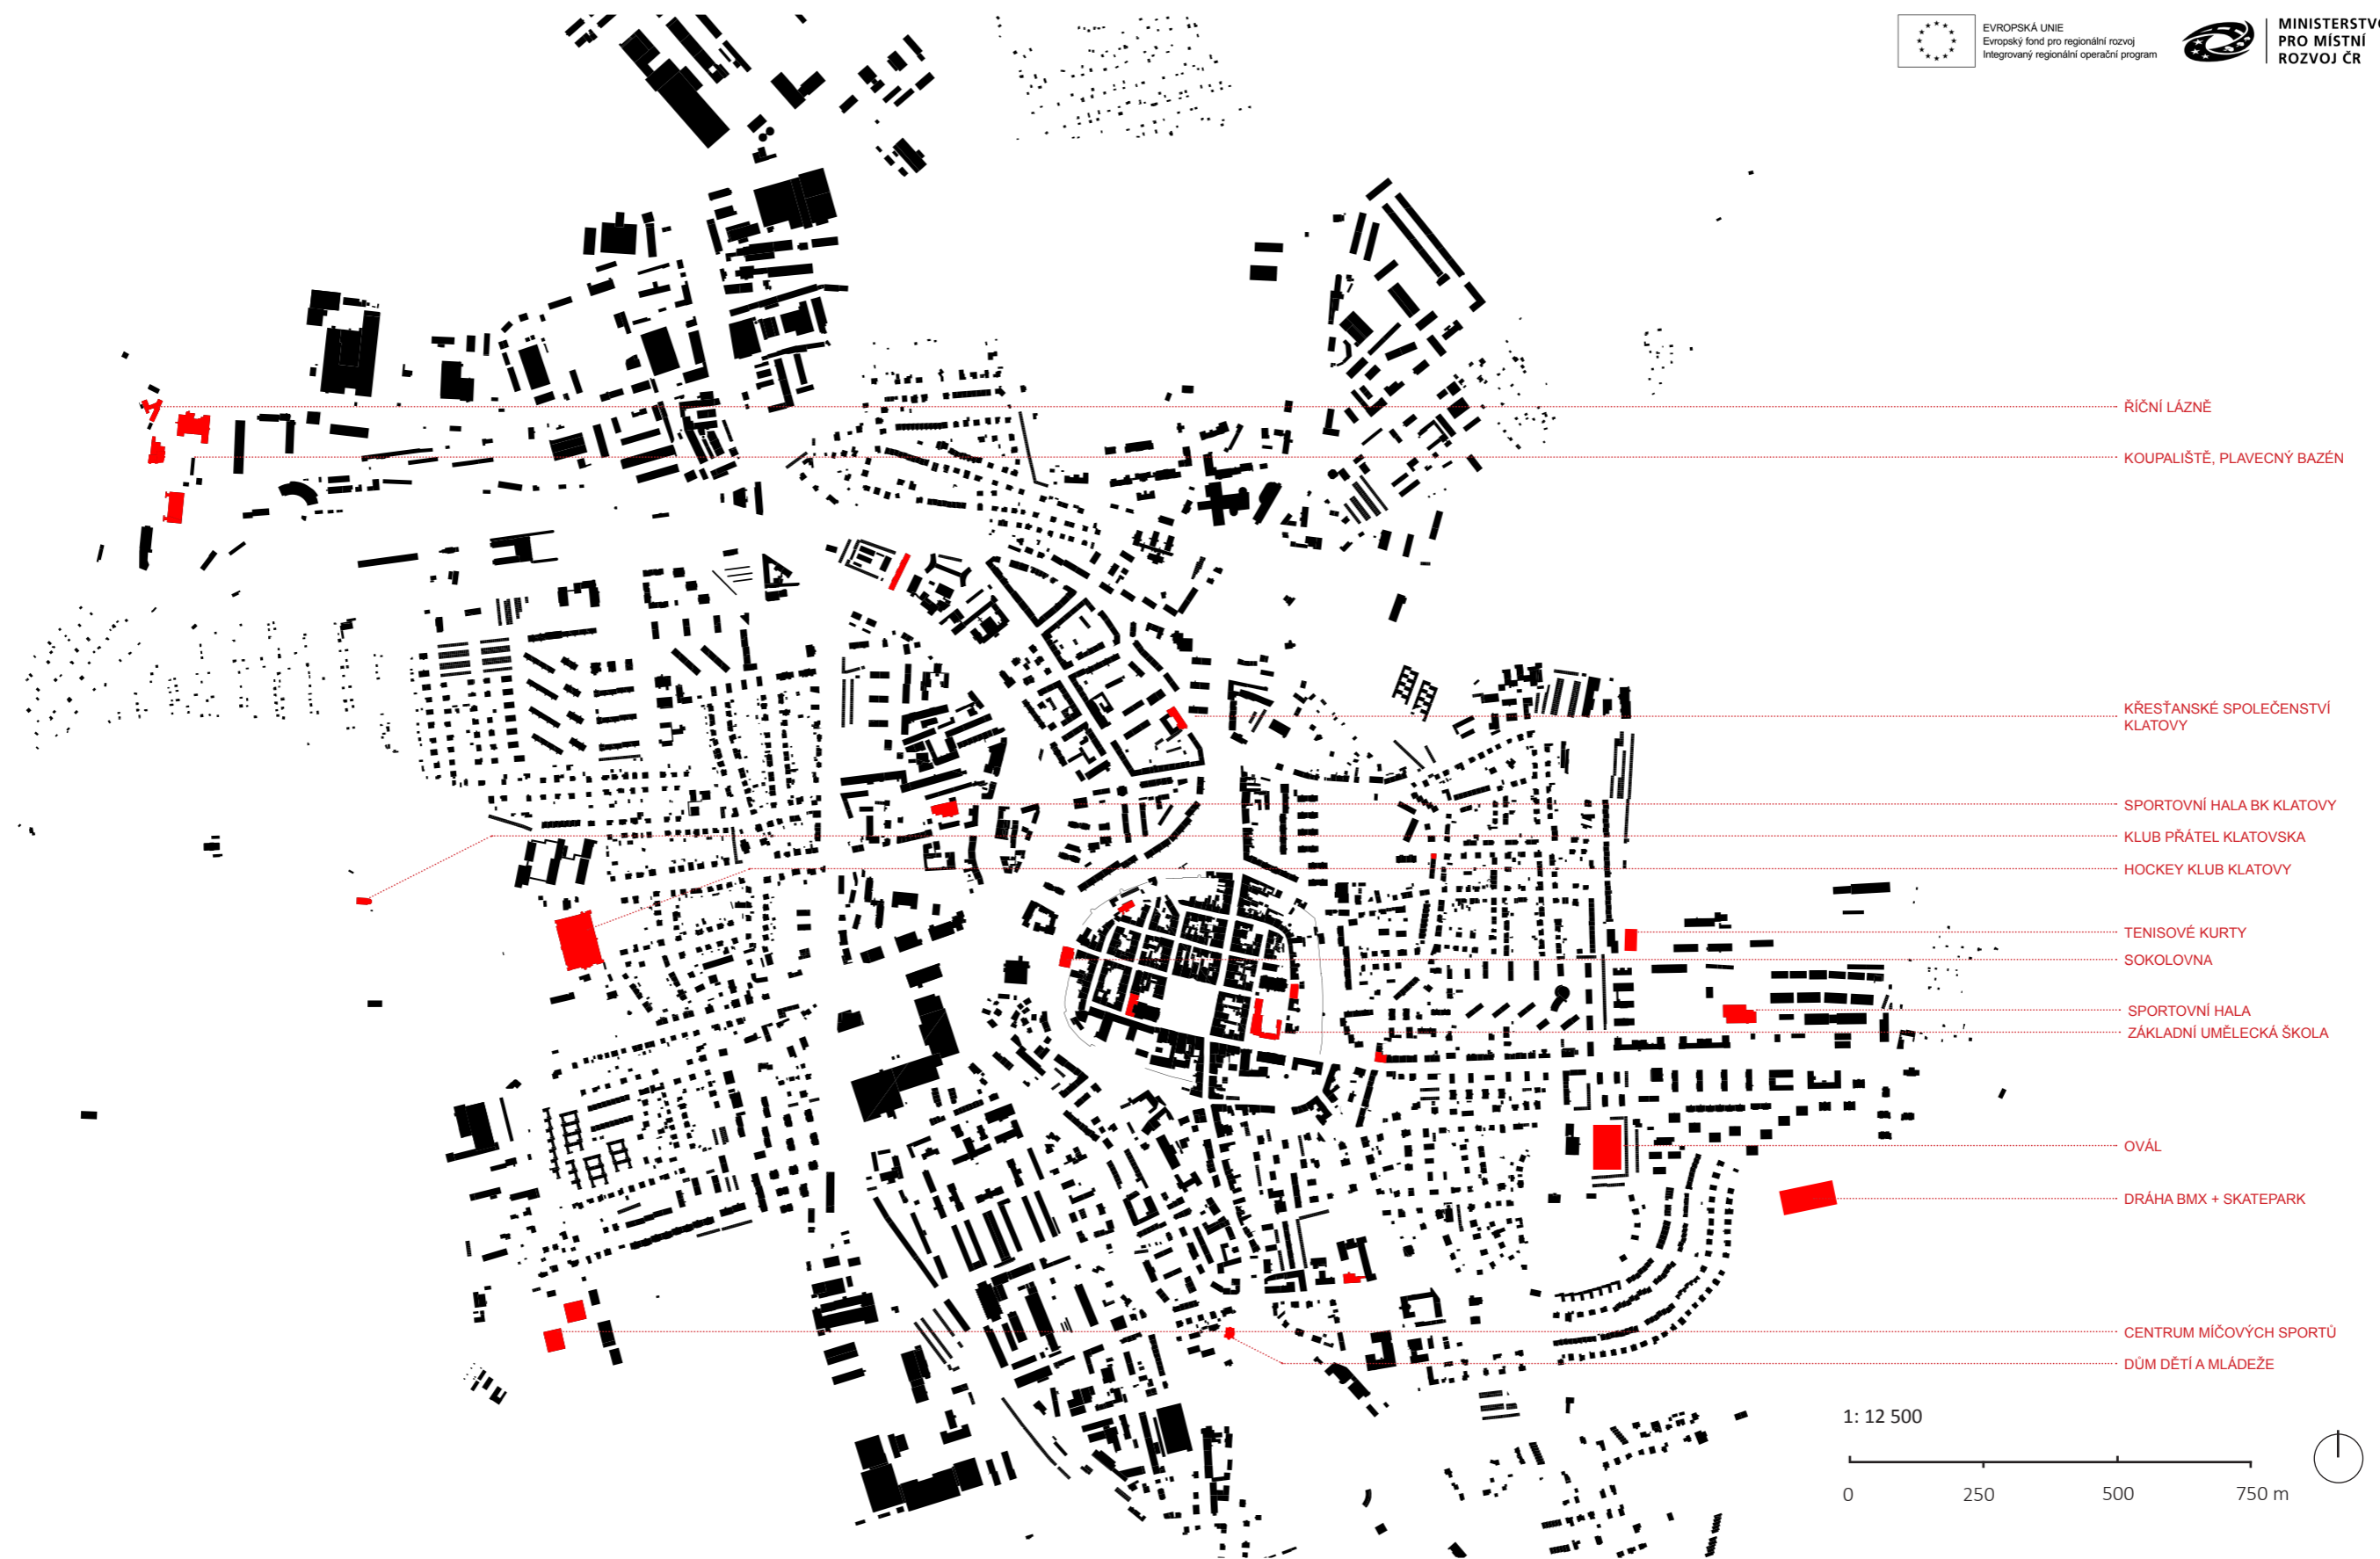 EVROPSKÁ UNIE
Evropský fond pro regionální rozvoj
Integrovaný regionální operační program
MINISTERSTVO
PRO MÍSTNÍ
ROZVOJ ČR
ŘÍČNÍ LÁZNĚ
KOUPALIŠTĚ, PLAVECNÝ BAZÉN
KŘESŤANSKÉ SPOLEČENSTVÍ
KLATOVY
SPORTOVNÍ HALA BK KLATOVY
KLUB PŘÁTEL KLATOVSKA
HOCKEY KLUB KLATOVY
TENISOVÉ KURTY
SOKOLOVNA
SPORTOVNÍ HALA
ZÁKLADNÍ UMĚLECKÁ ŠKOLA
OVÁL
DRÁHA BMX + SKATEPARK
CENTRUM MÍČOVÝCH SPORTŮ
DŮM DĚTÍ A MLÁDEŽE
1: 12 500
0 250 500 750 m